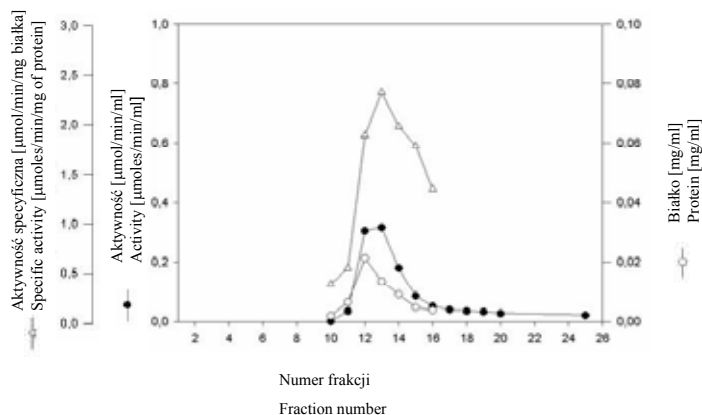 Aktywność specyficzna [µmol/min/mg białka]
Specific activity [µmoles/min/mg of protein]
3,0
2,5
2,0
1,5
1,0
0,5
0,0
Aktywność [µmol/min/ml]
Activity [µmoles/min/ml]
1,0
0,8
0,6
0,4
0,2
0,0
2 4 6 8 10 12 14 16 18 20 22 24 26
0,10
0,08
0,06
0,04
0,02
0,00
Białko [mg/ml]
Protein [mg/ml]
Numer frakcji
Fraction number